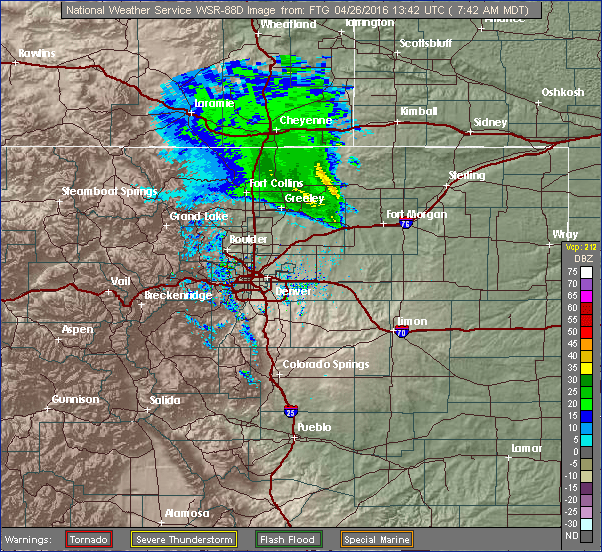 National Weather Service WSR-88D Image from: FTG 04/26/2016 13:42 UTC ( 7:42 AM MDT)
Wheatland
Torrington
Alliance
Rawlins
Scottsbluff
Oshkosh
Laramie
Kimball
Cheyenne
Sidney
Sterling
Fort Collins
Steamboat Springs
Greeley
Grand Lake
Fort Morgan
76
Wray
Boulder
Vcp: 212
DBZ
Vail
Denver
Breckenridge
Limon
70
Aspen
Colorado Springs
Gunnison
Salida
25
Pueblo
Lamar
Alamosa
75
70
65
60
55
50
45
40
35
30
25
20
15
10
5
0
-5
-10
-15
-20
-25
-30
ND
Warnings:
Tornado
Severe Thunderstorm
Flash Flood
Special Marine